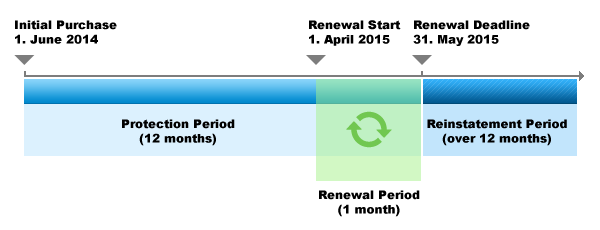 Initial Purchase
1. June 2014
Renewal Start
1. April 2015
Renewal Deadline
31. May 2015
Protection Period
(12 months)
Reinstatement Period
(over 12 months)
Renewal Period
(1 month)